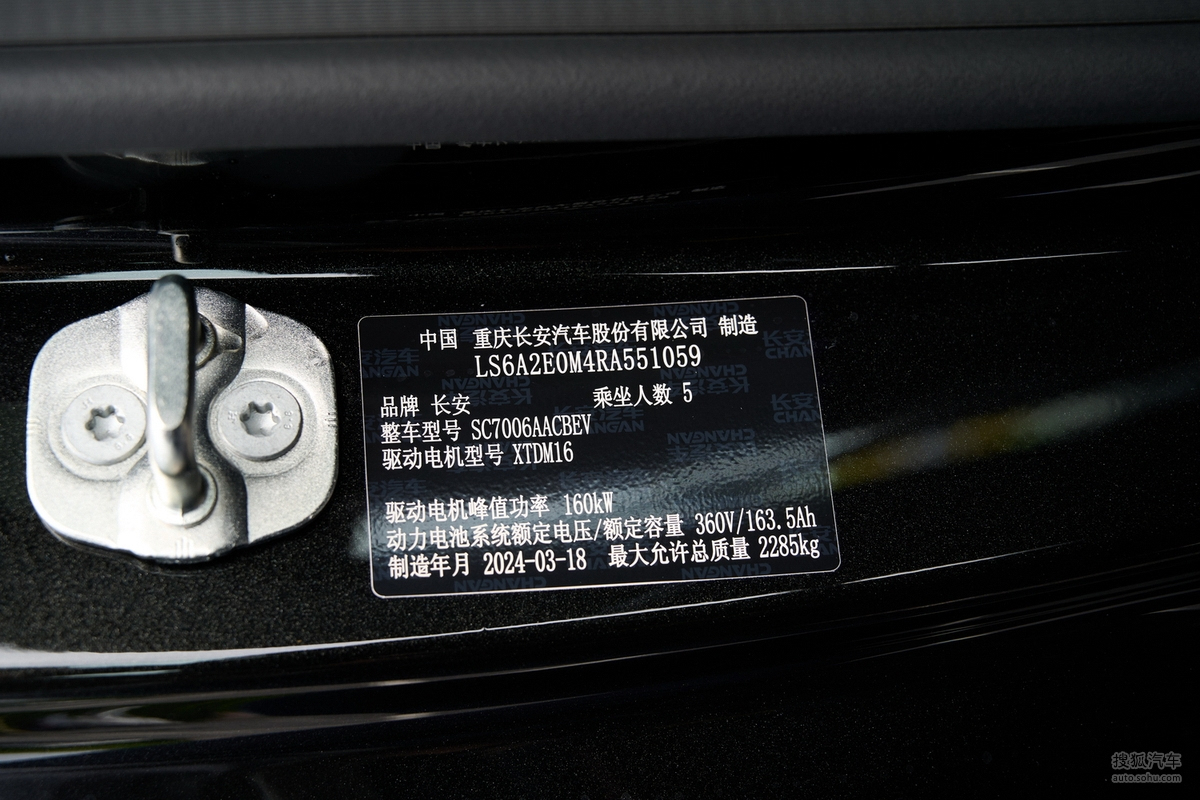 中国 重庆长安汽车股份有限公司 制造
LS6A2E0M4RA551059
品牌 长安 乘坐人数 5
整车型号 SC7006AACBEV
驱动电机型号 XTDM16
驱动电机峰值功率 160kW
动力电池系统额定电压/额定容量 360V/163.5Ah
制造年月 2024-03-18 最大允许总质量 2285kg
搜狐汽车
auto.sohu.com